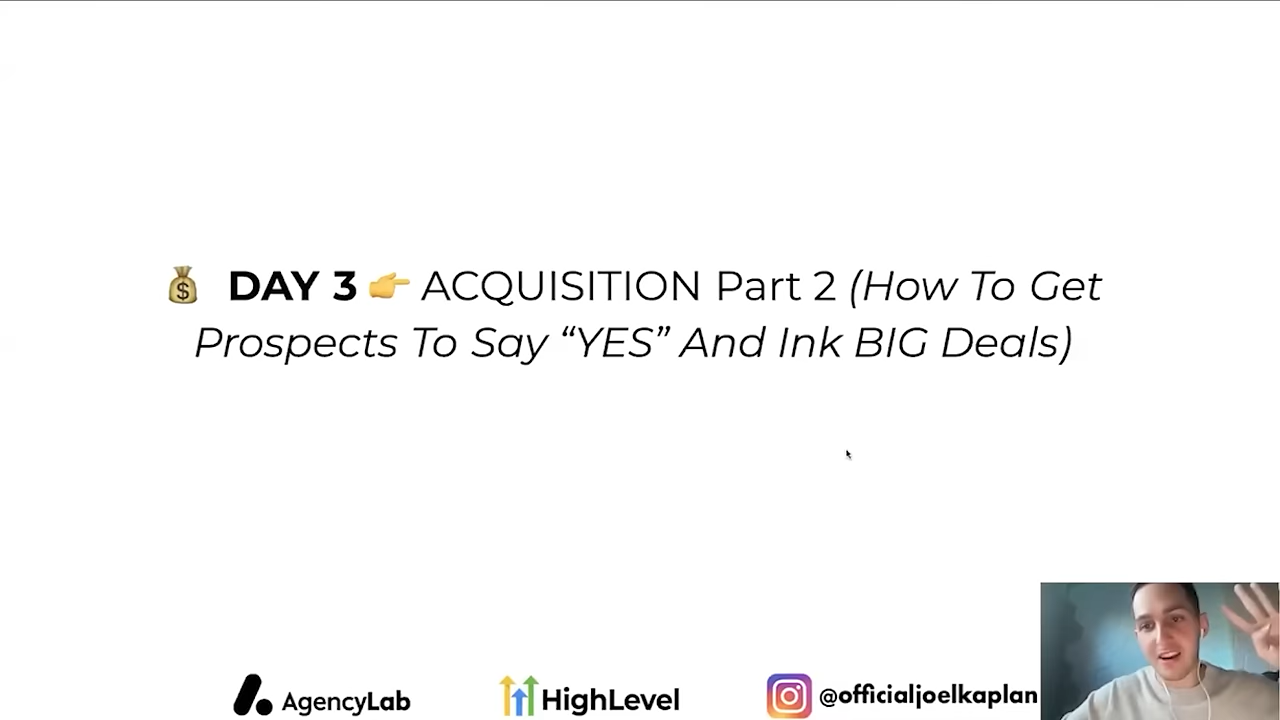 💰 DAY 3 👉 ACQUISITION Part 2 (How To Get
Prospects To Say “YES” And Ink BIG Deals)
AgencyLab
HighLevel
@officialjoelkaplan